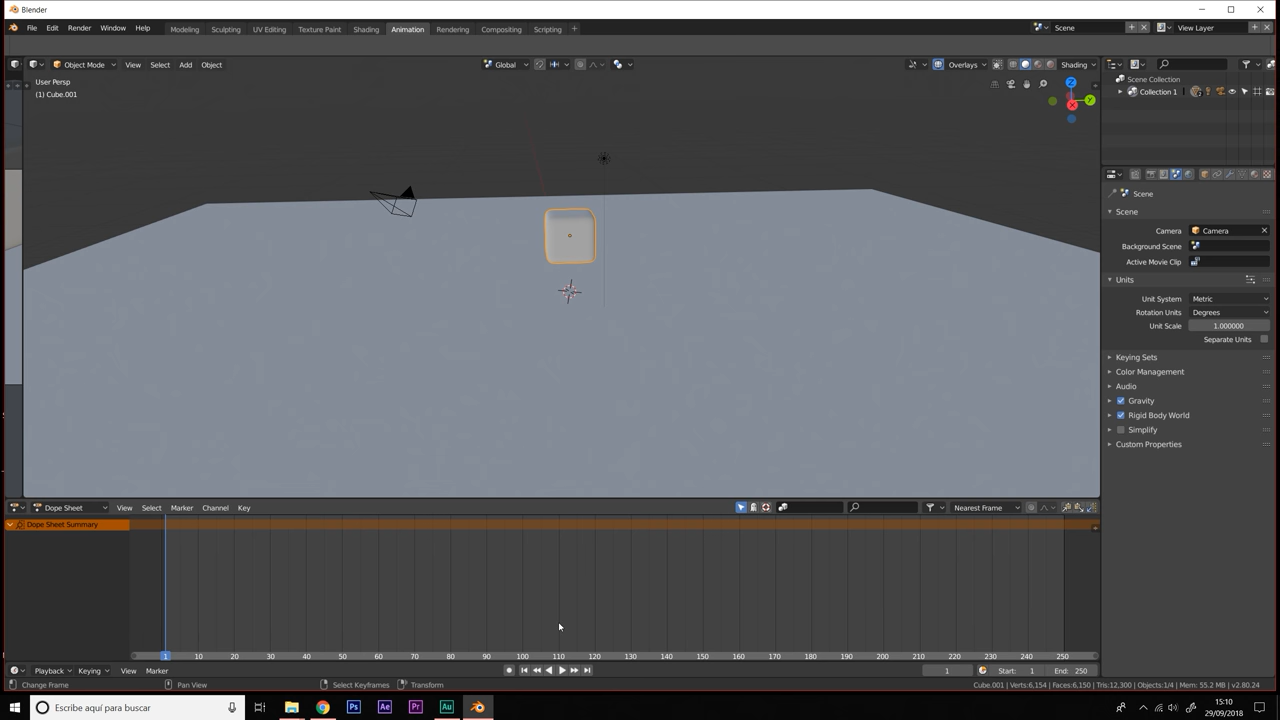 Blender
File Edit Render Window Help Modeling Sculpting UV Editing Texture Paint Shading Animation Rendering Compositing Scripting + Scene View Layer
Object Mode View Select Add Object Global Overlays Shading
User Persp
(1) Cube.001
Z
Y
X
Scene Collection
Collection 1
Scene
Scene
Camera Camera
Background Scene
Active Movie Clip
Units
Unit System Metric
Rotation Units Degrees
Unit Scale 1.000000
Separate Units
Keying Sets
Color Management
Audio
Gravity
Rigid Body World
Simplify
Custom Properties
Dope Sheet View Select Marker Channel Key Nearest Frame
Dope Sheet Summary
1 10 20 30 40 50 60 70 80 90 100 110 120 130 140 150 160 170 180 190 200 210 220 230 240 250
Playback Keying View Marker 1 Start: 1 End: 250
Change Frame Pan View Select Keyframes Transform Cube.001 | Verts:6,154 | Faces:6,150 | Tris:12,300 | Objects:1/4 | Mem: 55.2 MB | v2.80.24
Escribe aquí para buscar Ps Ae Pr Au 15:10
29/09/2018